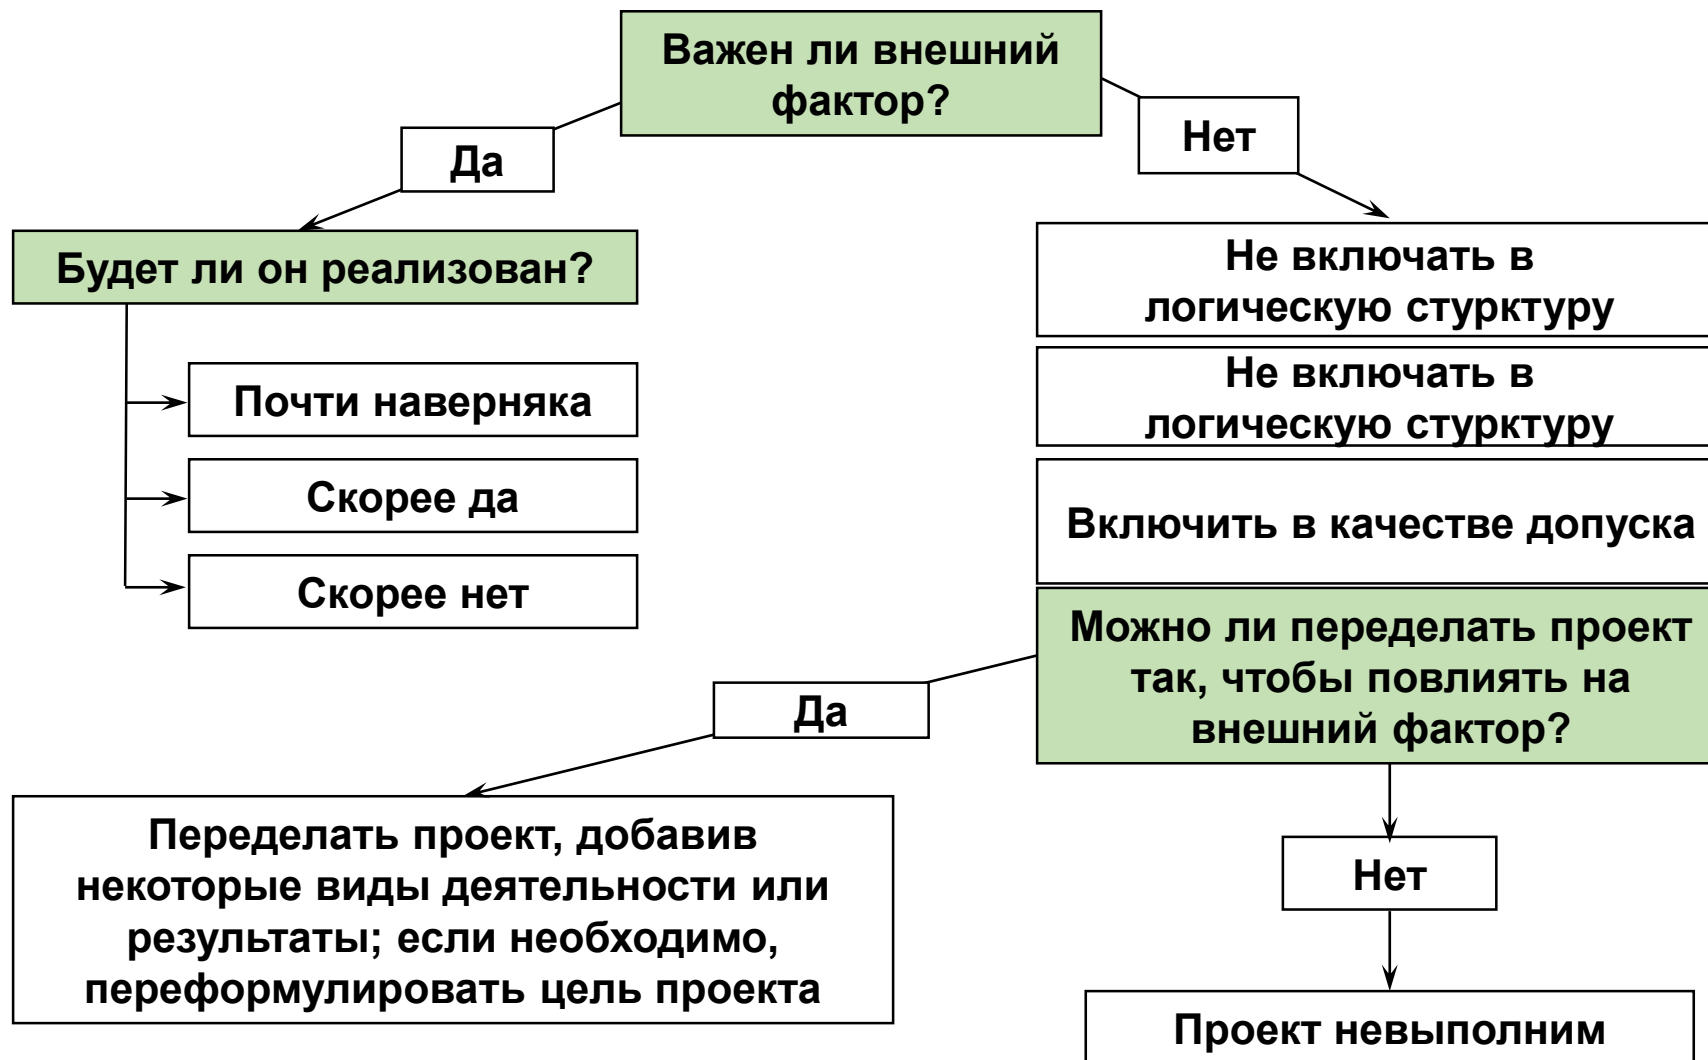 Важен ли внешний
фактор?
Да
Нет
Будет ли он реализован?
Не включать в
логическую стурктуру
Почти наверняка
Не включать в
логическую стурктуру
Скорее да
Включить в качестве допуска
Скорее нет
Можно ли переделать проект
так, чтобы повлиять на
внешний фактор?
Да
Переделать проект, добавив
некоторые виды деятельности или
результаты; если необходимо,
переформулировать цель проекта
Нет
Проект невыполним